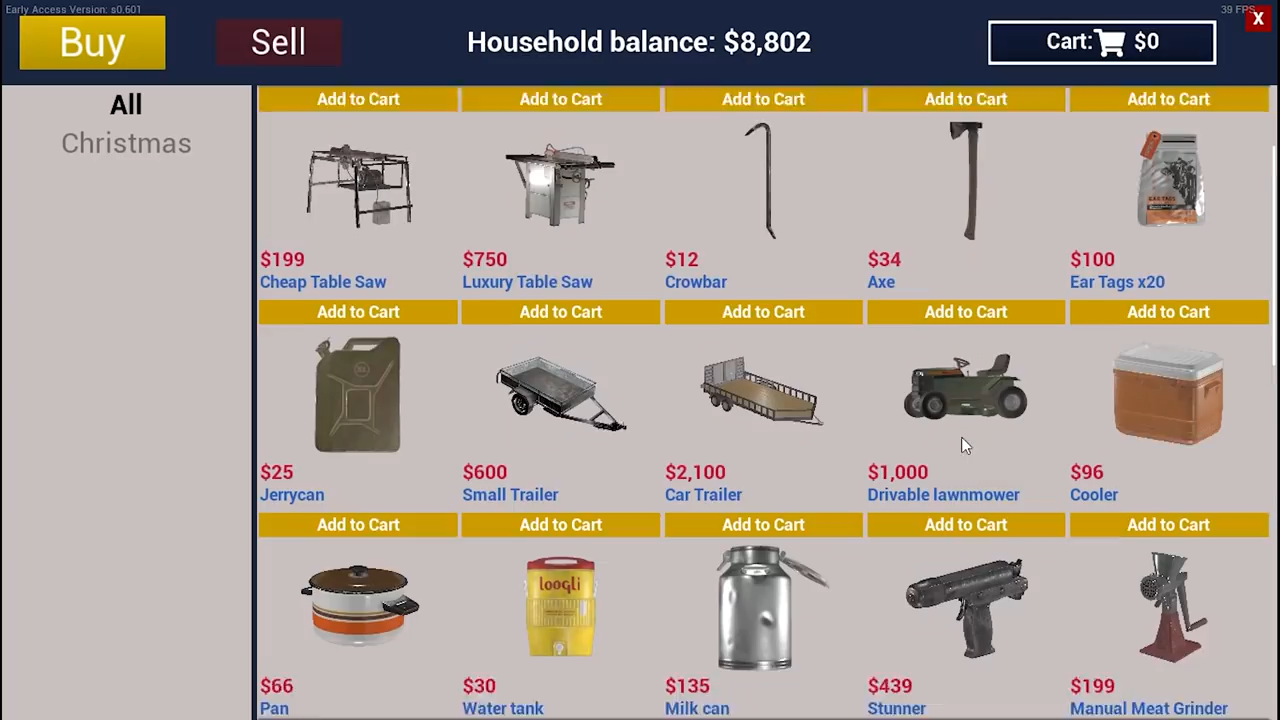 Early Access Version: s0.601
39 FPS
X
Buy
Sell
Household balance: $8,802
Cart: $0
All
Christmas
Add to Cart
Add to Cart
Add to Cart
Add to Cart
Add to Cart
$199
$750
$12
$34
$100
Cheap Table Saw
Luxury Table Saw
Crowbar
Axe
Ear Tags x20
Add to Cart
Add to Cart
Add to Cart
Add to Cart
Add to Cart
$25
$600
$2,100
$1,000
$96
Jerrycan
Small Trailer
Car Trailer
Drivable lawnmower
Cooler
Add to Cart
Add to Cart
Add to Cart
Add to Cart
Add to Cart
loogli
$66
$30
$135
$439
$199
Pan
Water tank
Milk can
Stunner
Manual Meat Grinder